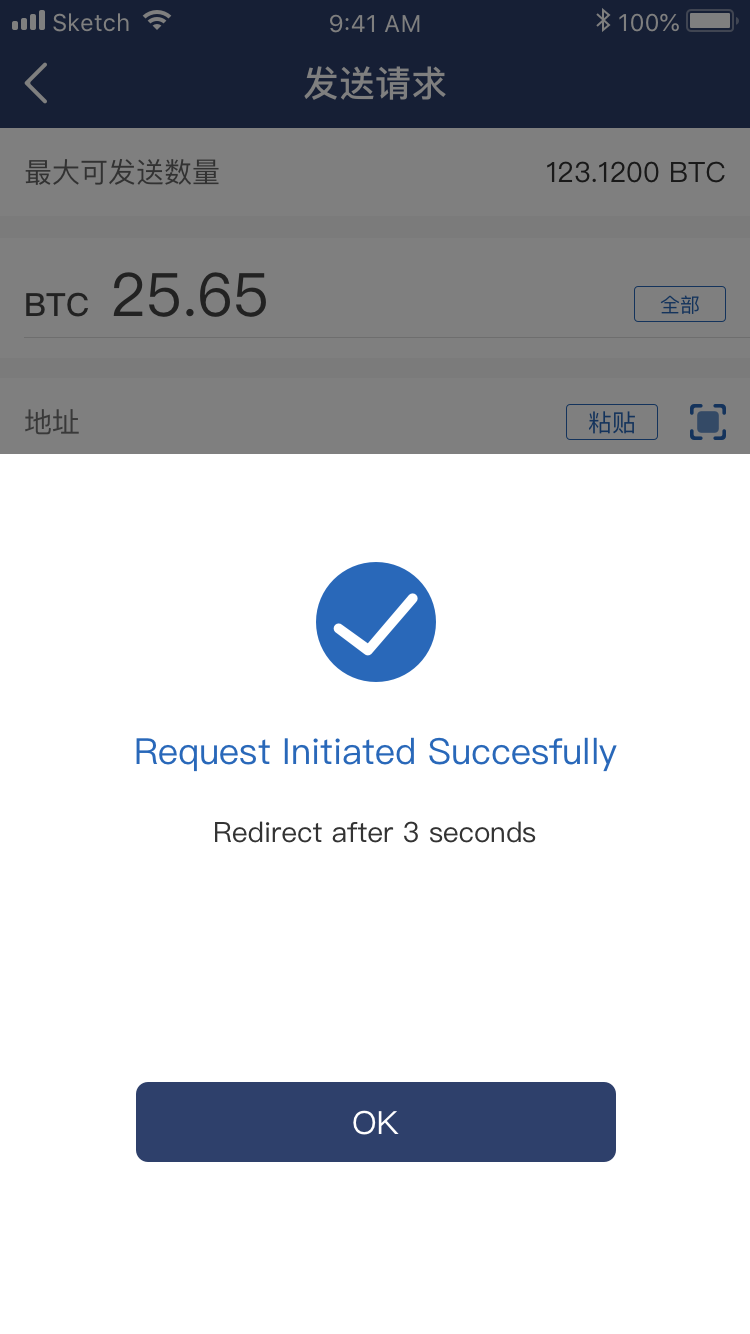 Sketch 9:41 AM 100%
发送请求
最大可发送数量 123.1200 BTC
BTC 25.65 全部
地址 粘贴
Request Initiated Succesfully
Redirect after 3 seconds
OK